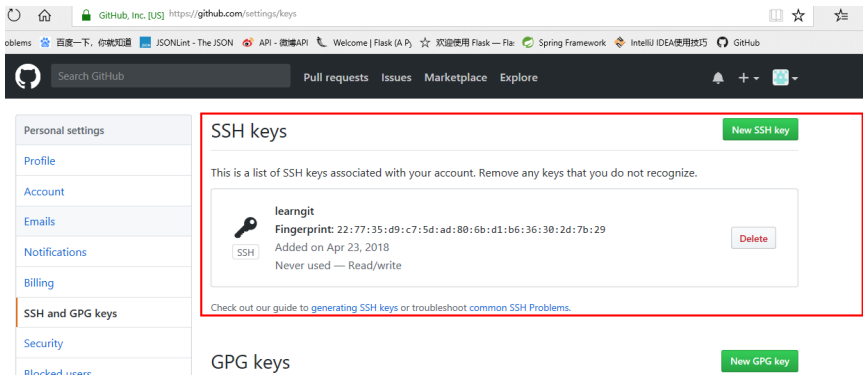 GitHub, Inc. [US] https://github.com/settings/keys
oblems 百度一下，你就知道 JSONLint - The JSON API - 微博API Welcome | Flask (A Py 欢迎使用 Flask — Flas Spring Framework IntelliJ IDEA使用技巧 GitHub
Search GitHub Pull requests Issues Marketplace Explore
Personal settings
Profile
Account
Emails
Notifications
Billing
SSH and GPG keys
Security
Blocked users
SSH keys New SSH key
This is a list of SSH keys associated with your account. Remove any keys that you do not recognize.
learngit
Fingerprint: 22:77:35:d9:c7:5d:ad:80:6b:d1:b6:36:30:2d:7b:29
SSH Added on Apr 23, 2018 Delete
Never used — Read/write
Check out our guide to generating SSH keys or troubleshoot common SSH Problems.
GPG keys New GPG key